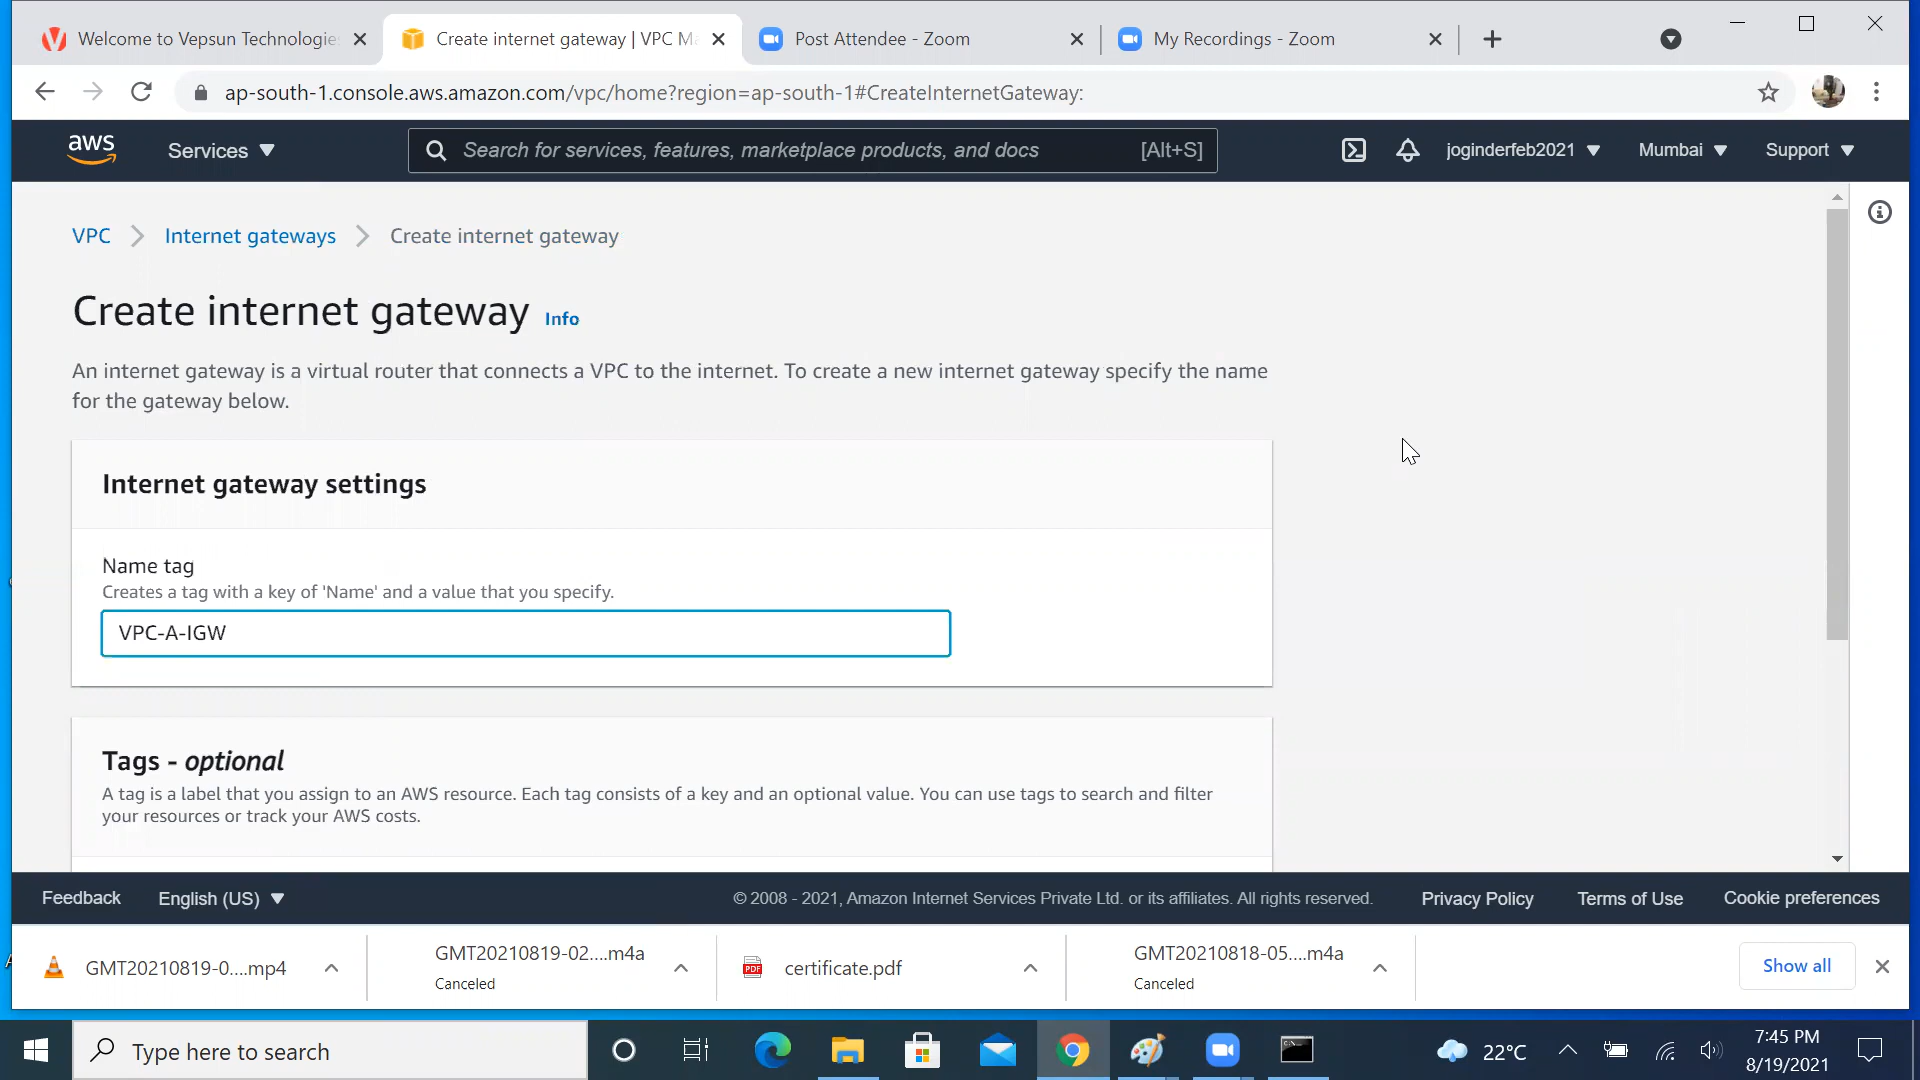 Welcome to Vepsun Technologie
Create internet gateway | VPC Ma
Post Attendee - Zoom
My Recordings - Zoom
ap-south-1.console.aws.amazon.com/vpc/home?region=ap-south-1#CreateInternetGateway:
aws
Services
Search for services, features, marketplace products, and docs [Alt+S]
joginderfeb2021
Mumbai
Support
VPC
Internet gateways
Create internet gateway
Create internet gateway Info
An internet gateway is a virtual router that connects a VPC to the internet. To create a new internet gateway specify the name
for the gateway below.
Internet gateway settings
Name tag
Creates a tag with a key of 'Name' and a value that you specify.
VPC-A-IGW
Tags - optional
A tag is a label that you assign to an AWS resource. Each tag consists of a key and an optional value. You can use tags to search and filter
your resources or track your AWS costs.
Feedback
English (US)
© 2008 - 2021, Amazon Internet Services Private Ltd. or its affiliates. All rights reserved.
Privacy Policy
Terms of Use
Cookie preferences
GMT20210819-0....mp4
GMT20210819-02....m4a
Canceled
PDF
certificate.pdf
GMT20210818-05....m4a
Canceled
Show all
Type here to search
22°C
7:45 PM
8/19/2021